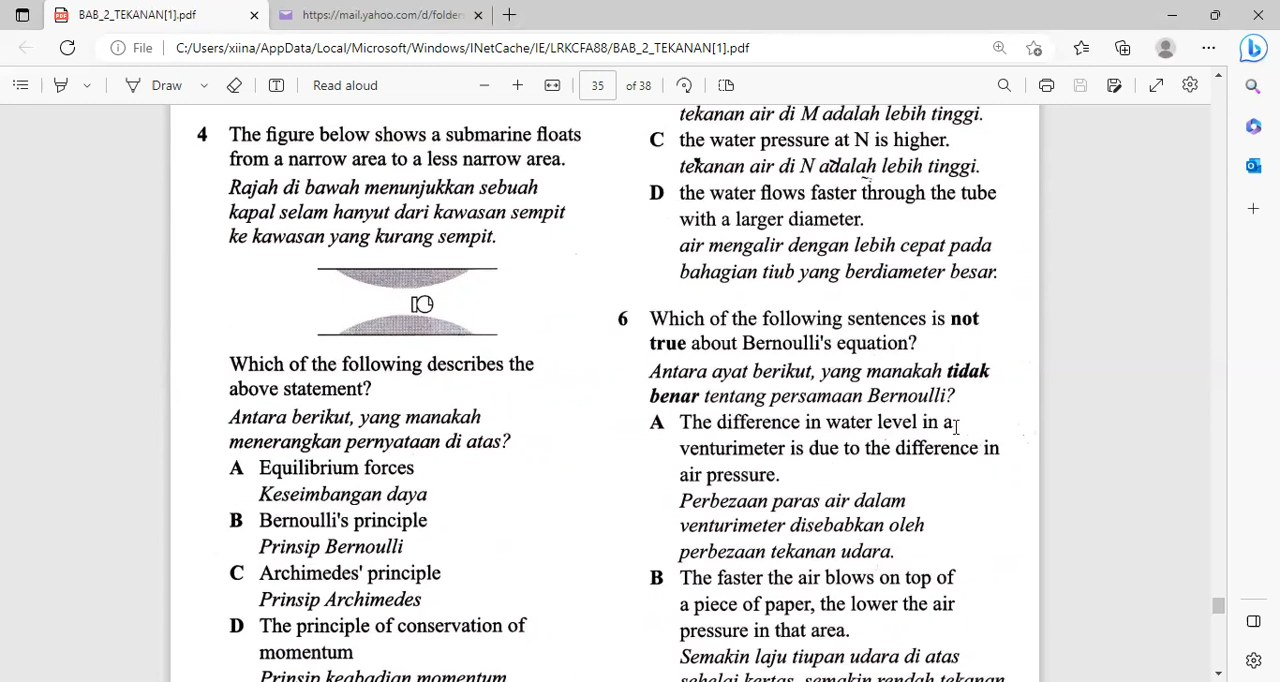 BAB_2_TEKANAN[1].pdf
https://mail.yahoo.com/d/folders
File
C:/Users/xiina/AppData/Local/Microsoft/Windows/INetCache/IE/LRKCFA88/BAB_2_TEKANAN[1].pdf
Draw
Read aloud
35
of 38
4 The figure below shows a submarine floats
from a narrow area to a less narrow area.
Rajah di bawah menunjukkan sebuah
kapal selam hanyut dari kawasan sempit
ke kawasan yang kurang sempit.
Which of the following describes the
above statement?
Antara berikut, yang manakah
menerangkan pernyataan di atas?
A Equilibrium forces
Keseimbangan daya
B Bernoulli's principle
Prinsip Bernoulli
C Archimedes' principle
Prinsip Archimedes
D The principle of conservation of
momentum
Prinsip keabadian momentum
tekanan air di M adalah lebih tinggi.
C the water pressure at N is higher.
tekanan air di N adalah lebih tinggi.
D the water flows faster through the tube
with a larger diameter.
air mengalir dengan lebih cepat pada
bahagian tiub yang berdiameter besar.
6 Which of the following sentences is not
true about Bernoulli's equation?
Antara ayat berikut, yang manakah tidak
benar tentang persamaan Bernoulli?
A The difference in water level in a
venturimeter is due to the difference in
air pressure.
Perbezaan paras air dalam
venturimeter disebabkan oleh
perbezaan tekanan udara.
B The faster the air blows on top of
a piece of paper, the lower the air
pressure in that area.
Semakin laju tiupan udara di atas
sehelai kertas, semakin rendah tekanan